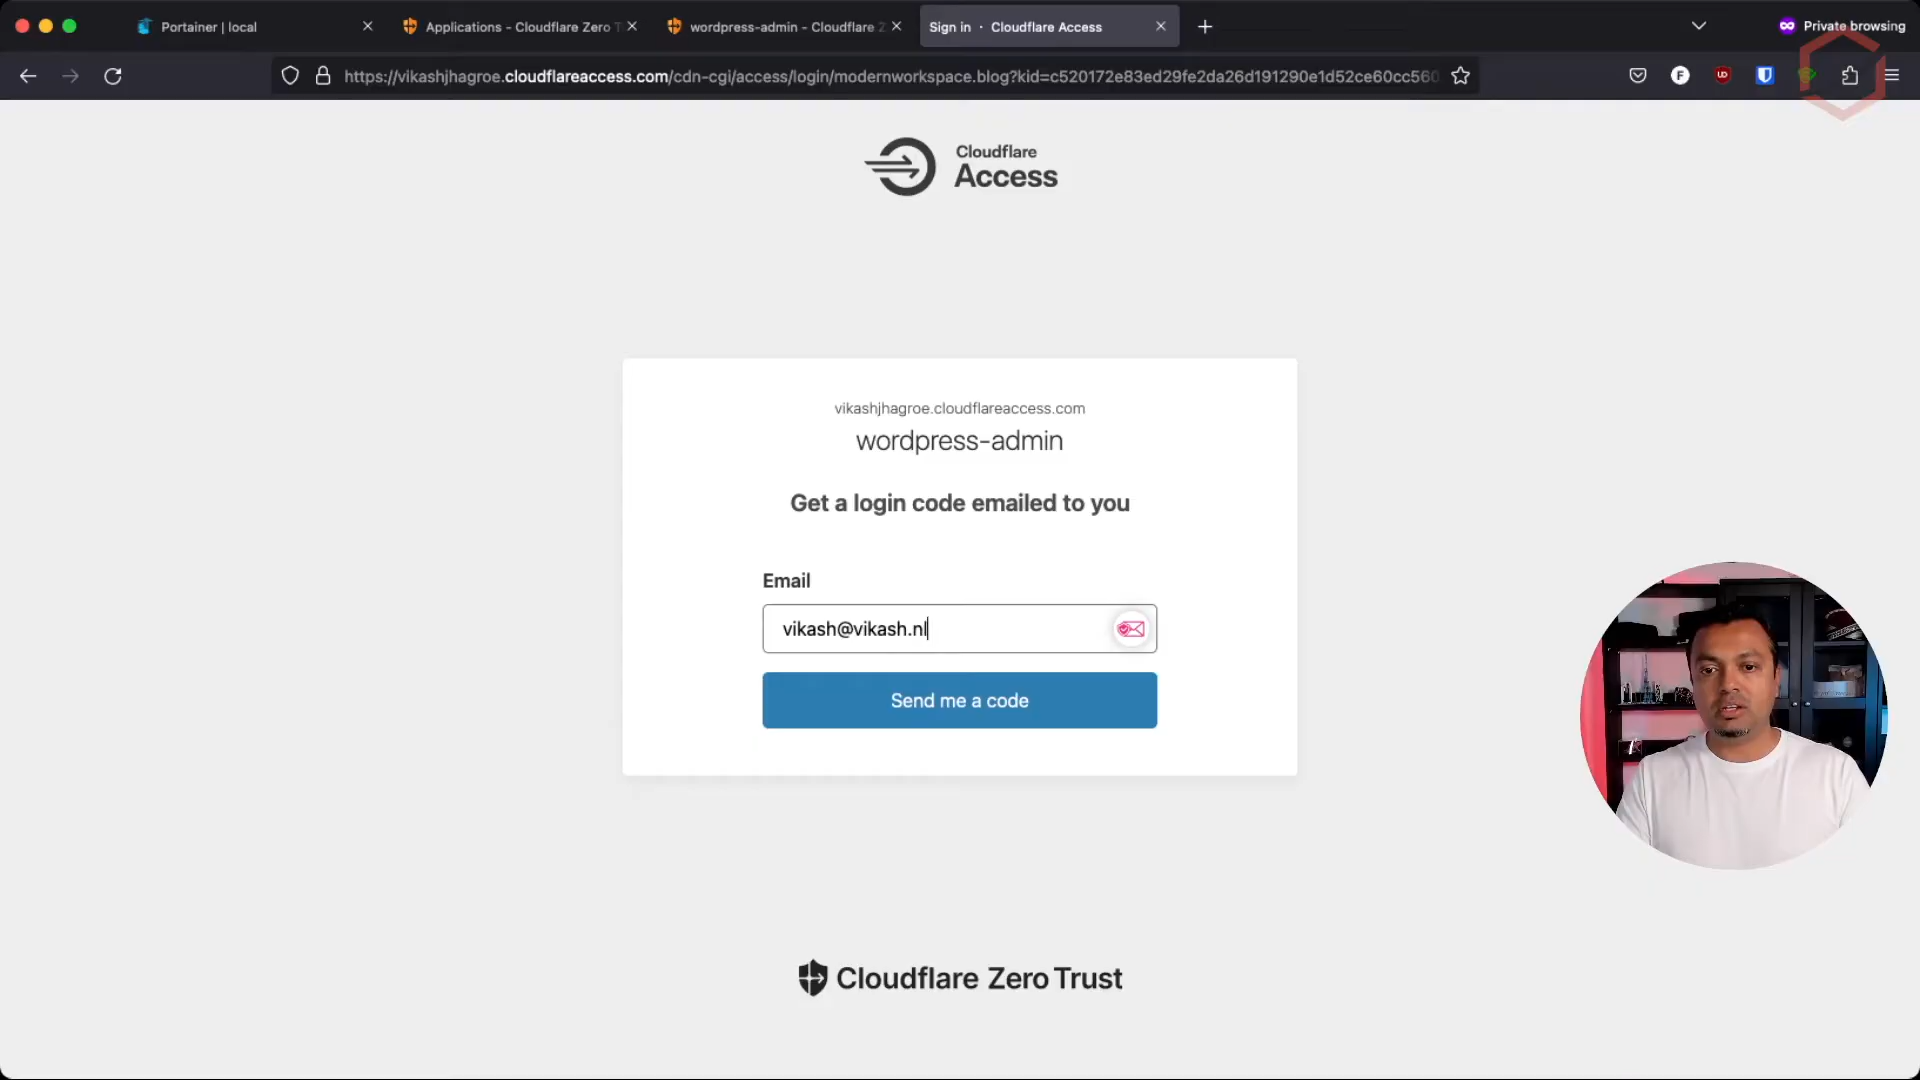 Portainer | local
Applications - Cloudflare Zero T
wordpress-admin - Cloudflare Z
Sign in · Cloudflare Access
Private browsing
https://vikashjhagroe.cloudflareaccess.com/cdn-cgi/access/login/modernworkspace.blog?kid=c520172e83ed29fe2da26d191290e1d52ce60cc560
F
Cloudflare
Access
vikashjhagroe.cloudflareaccess.com
wordpress-admin
Get a login code emailed to you
Email
vikash@vikash.nl
Send me a code
Cloudflare Zero Trust